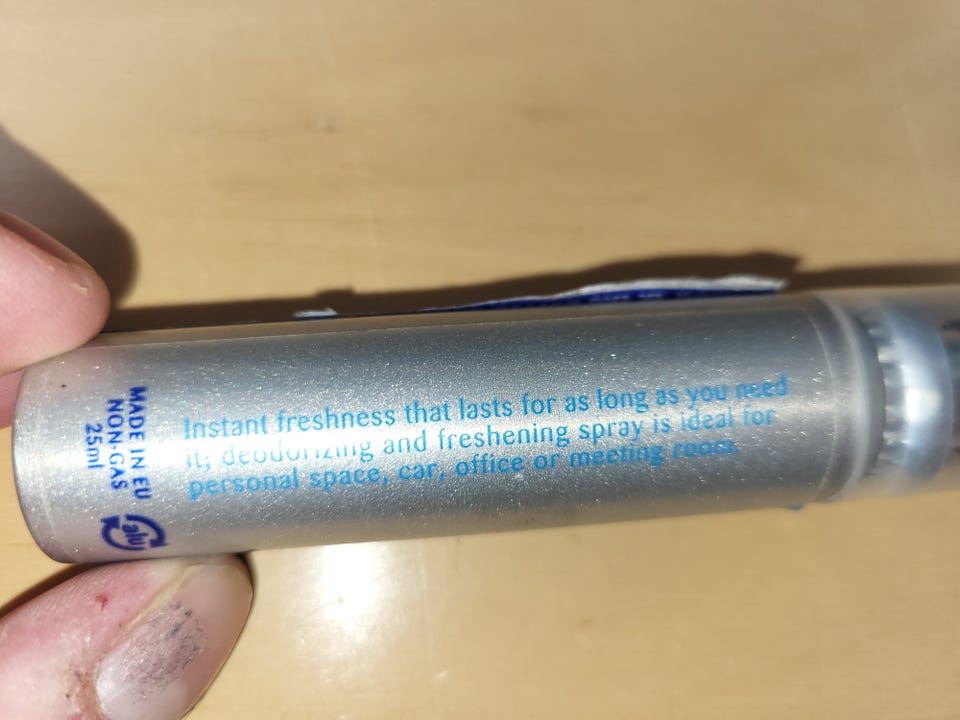 Instant freshness that lasts for as long as you need
it; deodorizing and freshening spray is ideal for
personal space, car, office or meeting room.
MADE IN EU
NON-GAS
25ml
alu